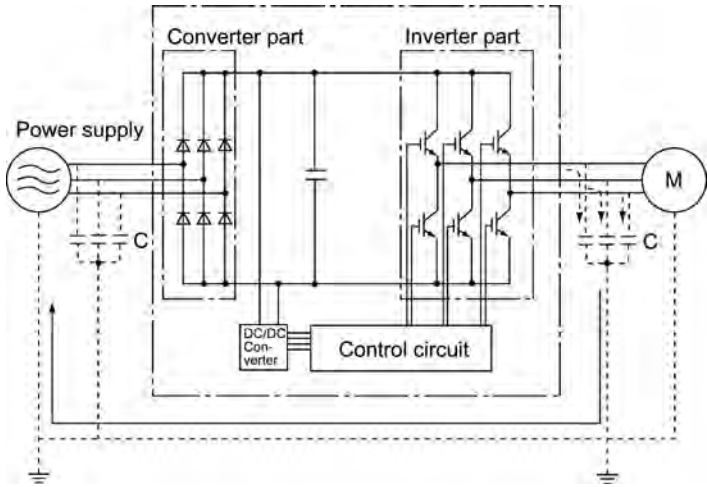 Converter part
Inverter part
Power supply
M
C
C
DC/DC
Con-
verter
Control circuit